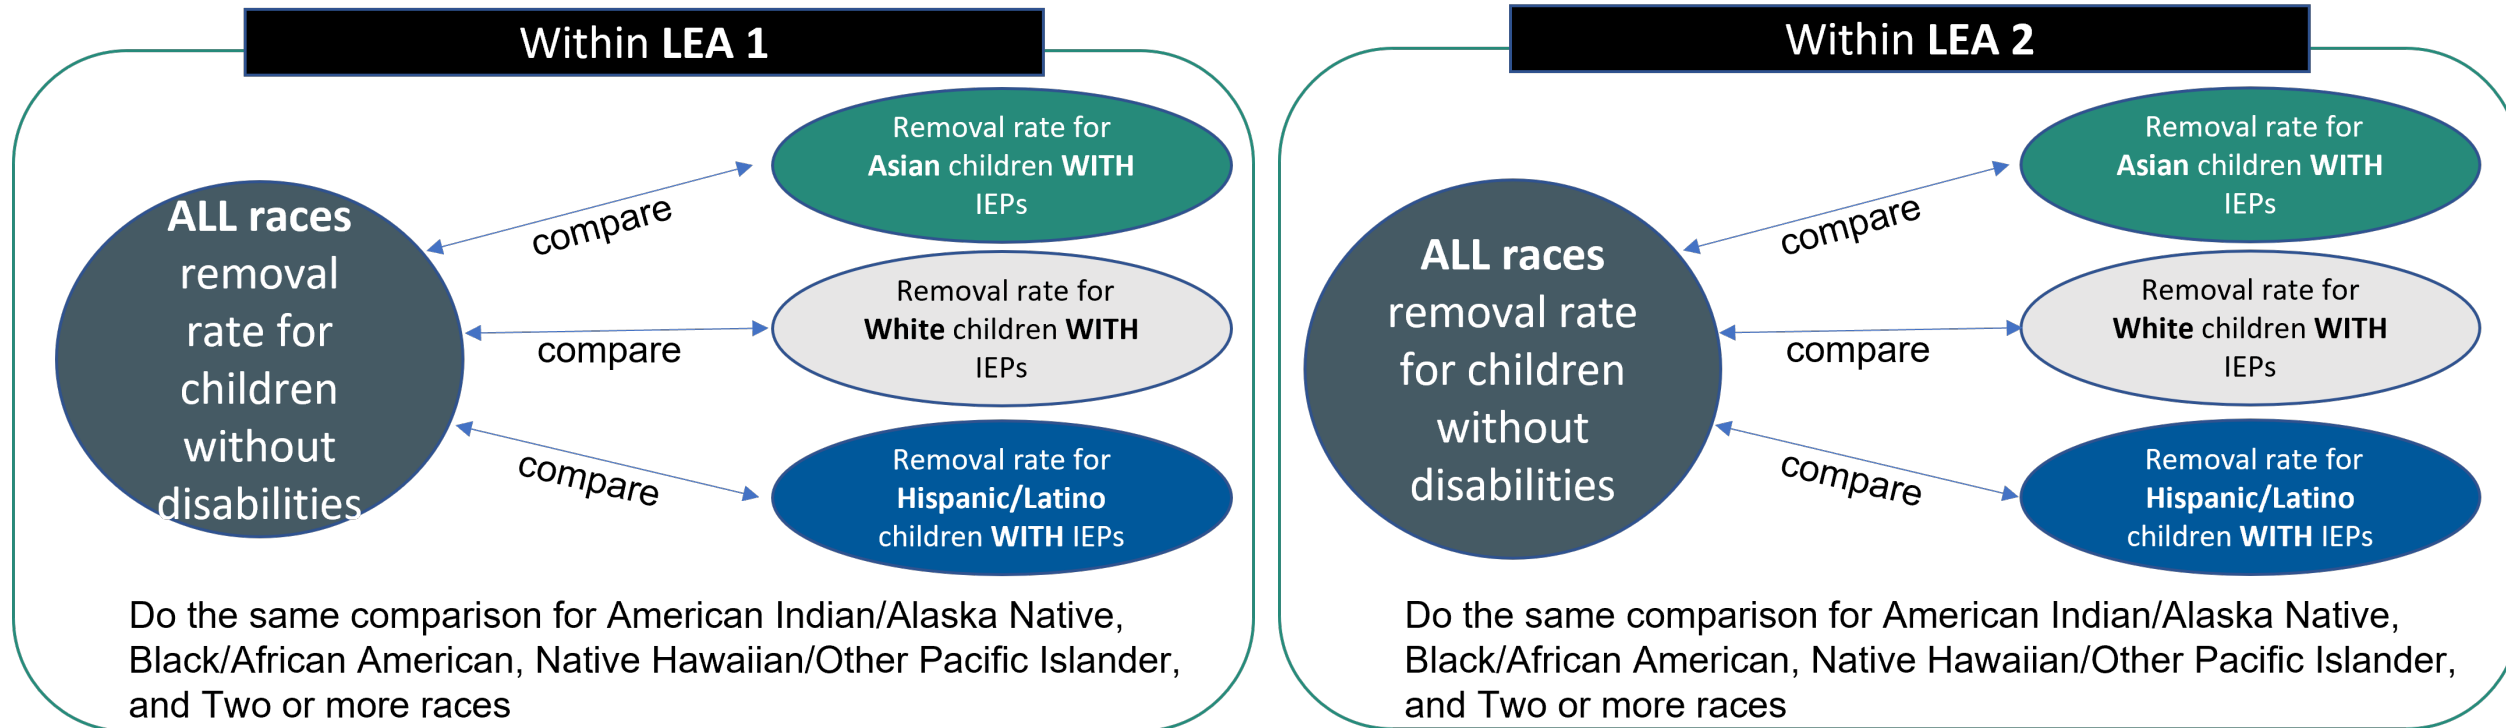 Within LEA 1
ALL races
removal
rate for
children
without
disabilities
compare
compare
compare
Removal rate for
Asian children WITH
IEPs
Removal rate for
White children WITH
IEPs
Removal rate for
Hispanic/Latino
children WITH IEPs
Do the same comparison for American Indian/Alaska Native,
Black/African American, Native Hawaiian/Other Pacific Islander,
and Two or more races
Within LEA 2
ALL races
removal rate
for children
without
disabilities
compare
compare
compare
Removal rate for
Asian children WITH
IEPs
Removal rate for
White children WITH
IEPs
Removal rate for
Hispanic/Latino
children WITH IEPs
Do the same comparison for American Indian/Alaska Native,
Black/African American, Native Hawaiian/Other Pacific Islander,
and Two or more races